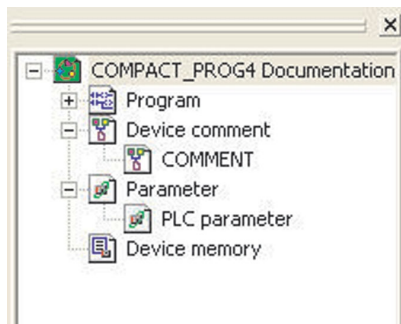 COMPACT_PROG4 Documentation
Program
Device comment
COMMENT
Parameter
PLC parameter
Device memory